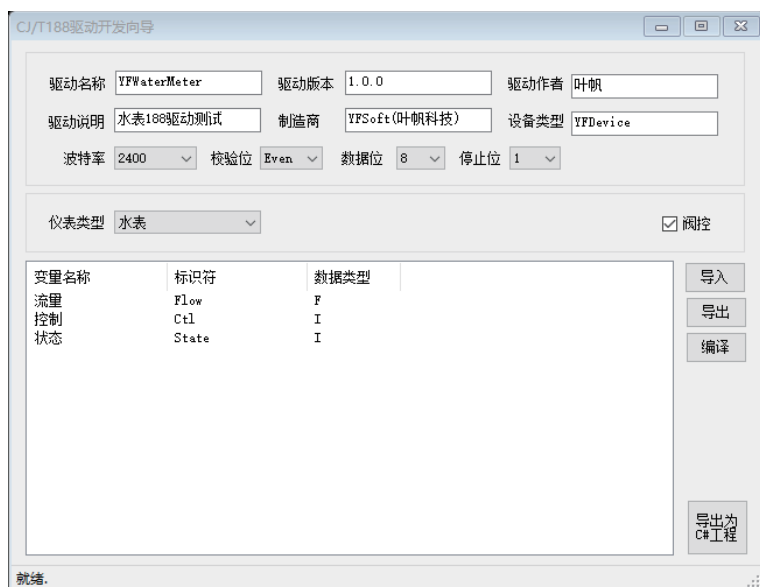 CJ/T188驱动开发向导
驱动名称 YFWaterMeter 驱动版本 1.0.0 驱动作者 叶帆
驱动说明 水表188驱动测试 制造商 YFSoft(叶帆科技) 设备类型 YFDevice
波特率 2400 校验位 Even 数据位 8 停止位 1
仪表类型 水表 阀控
变量名称 标识符 数据类型 导入
流量 Flow F
控制 Ctl I 导出
状态 State I 编译
导出为
C#工程
就绪.